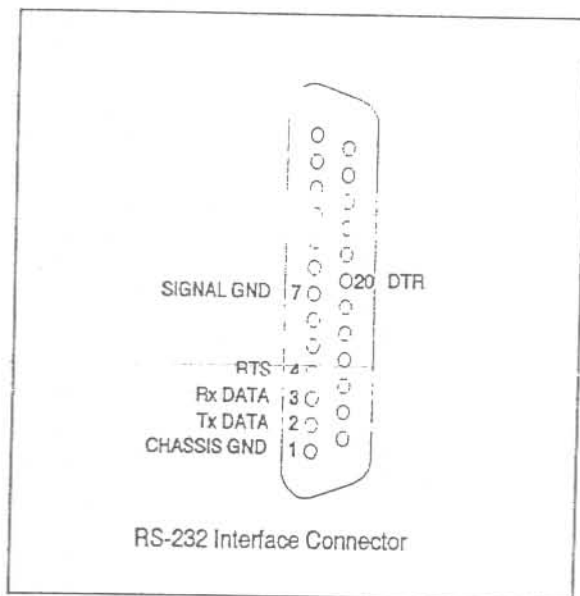 SIGNAL GND 7 20 DTR
RTS 4
Rx DATA 3
Tx DATA 2
CHASSIS GND 1
RS-232 Interface Connector